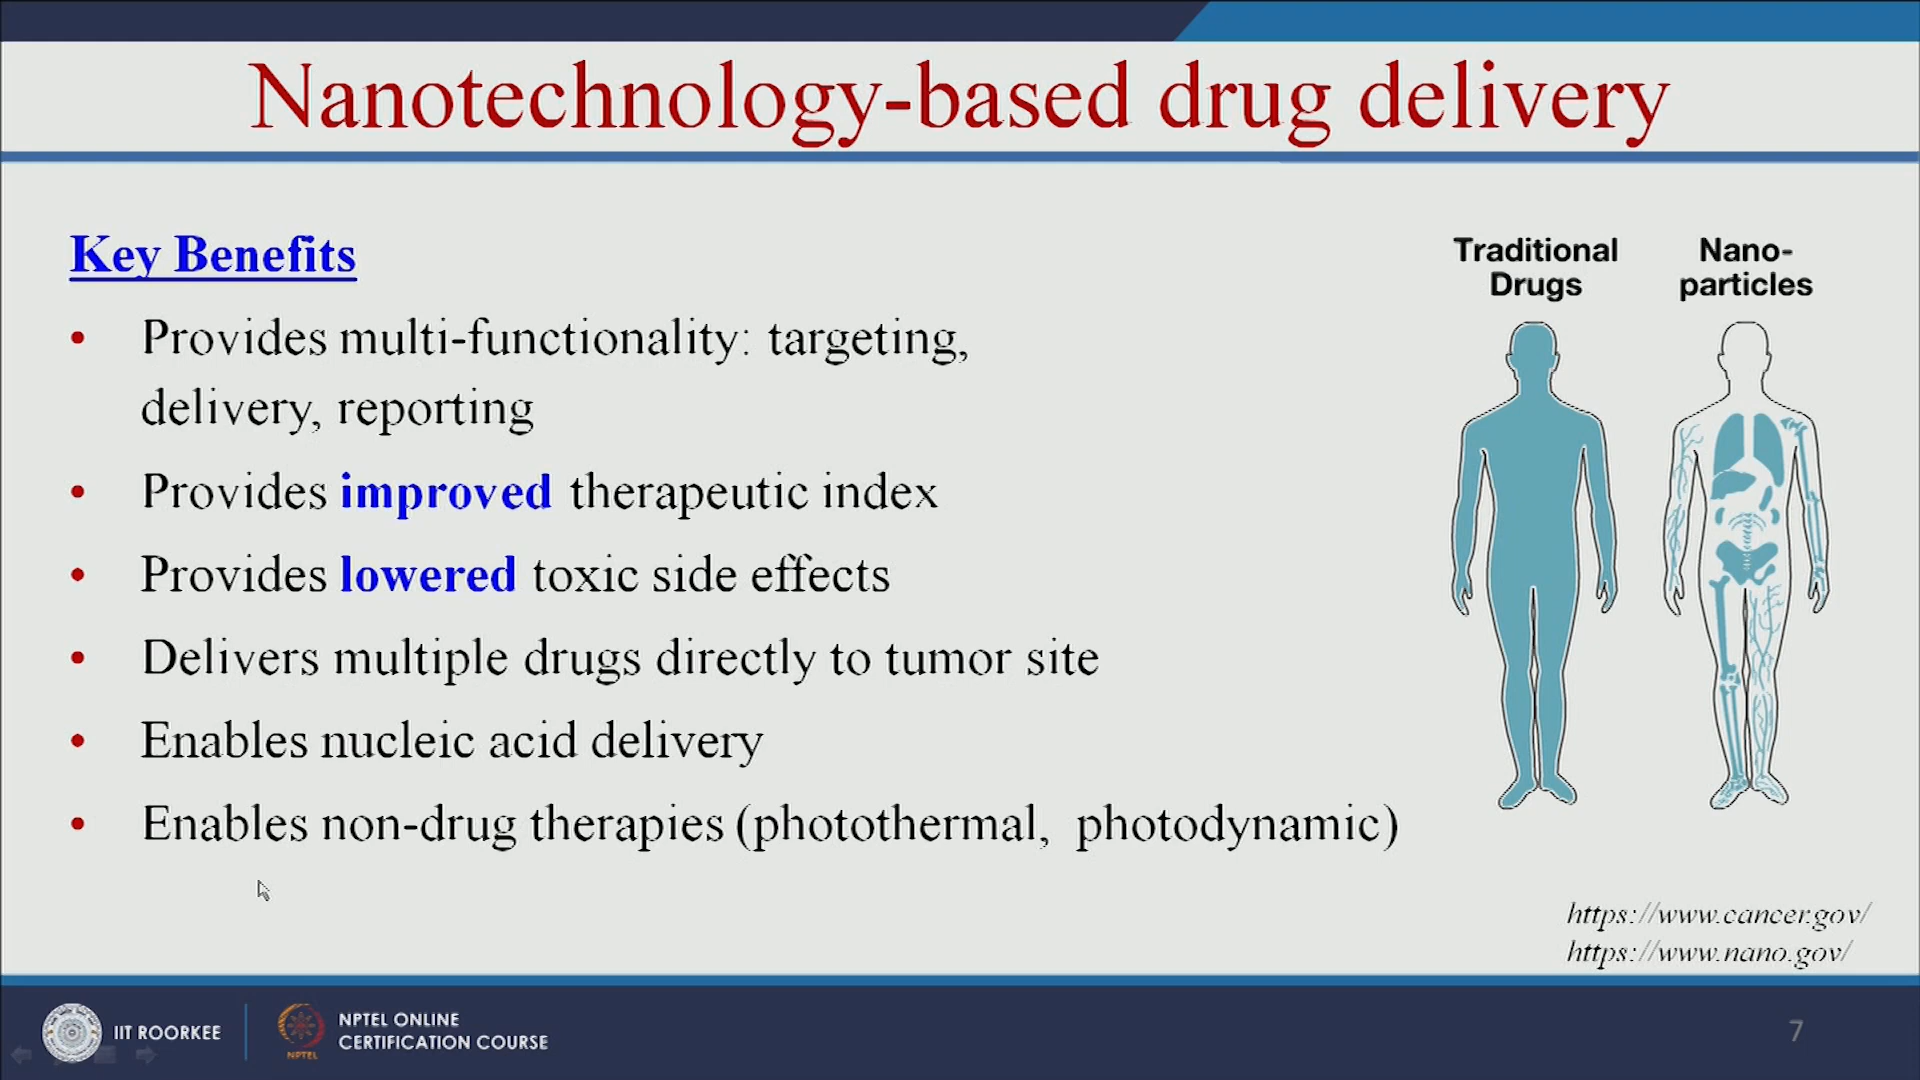 Nanotechnology-based drug delivery
Key Benefits
• Provides multi-functionality: targeting,
delivery, reporting
• Provides improved therapeutic index
• Provides lowered toxic side effects
• Delivers multiple drugs directly to tumor site
• Enables nucleic acid delivery
• Enables non-drug therapies (photothermal, photodynamic)
Traditional
Drugs
Nano-
particles
https://www.cancer.gov/
https://www.nano.gov/
IIT ROORKEE
NPTEL
NPTEL ONLINE
CERTIFICATION COURSE
7